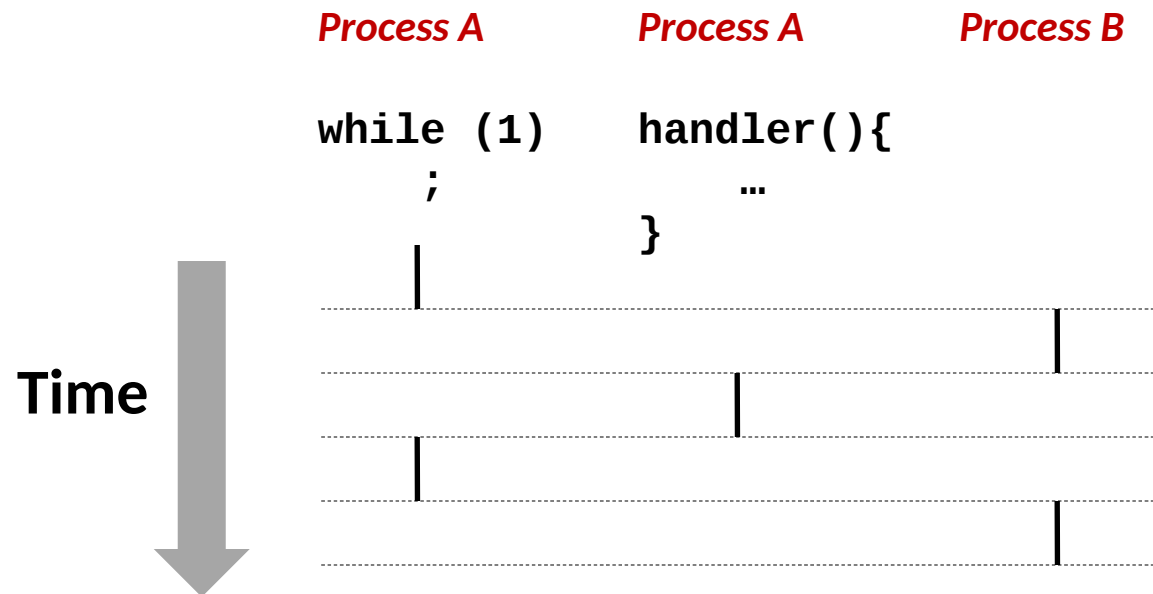 Process A Process A Process B
while (1) handler(){
; …
}
Time